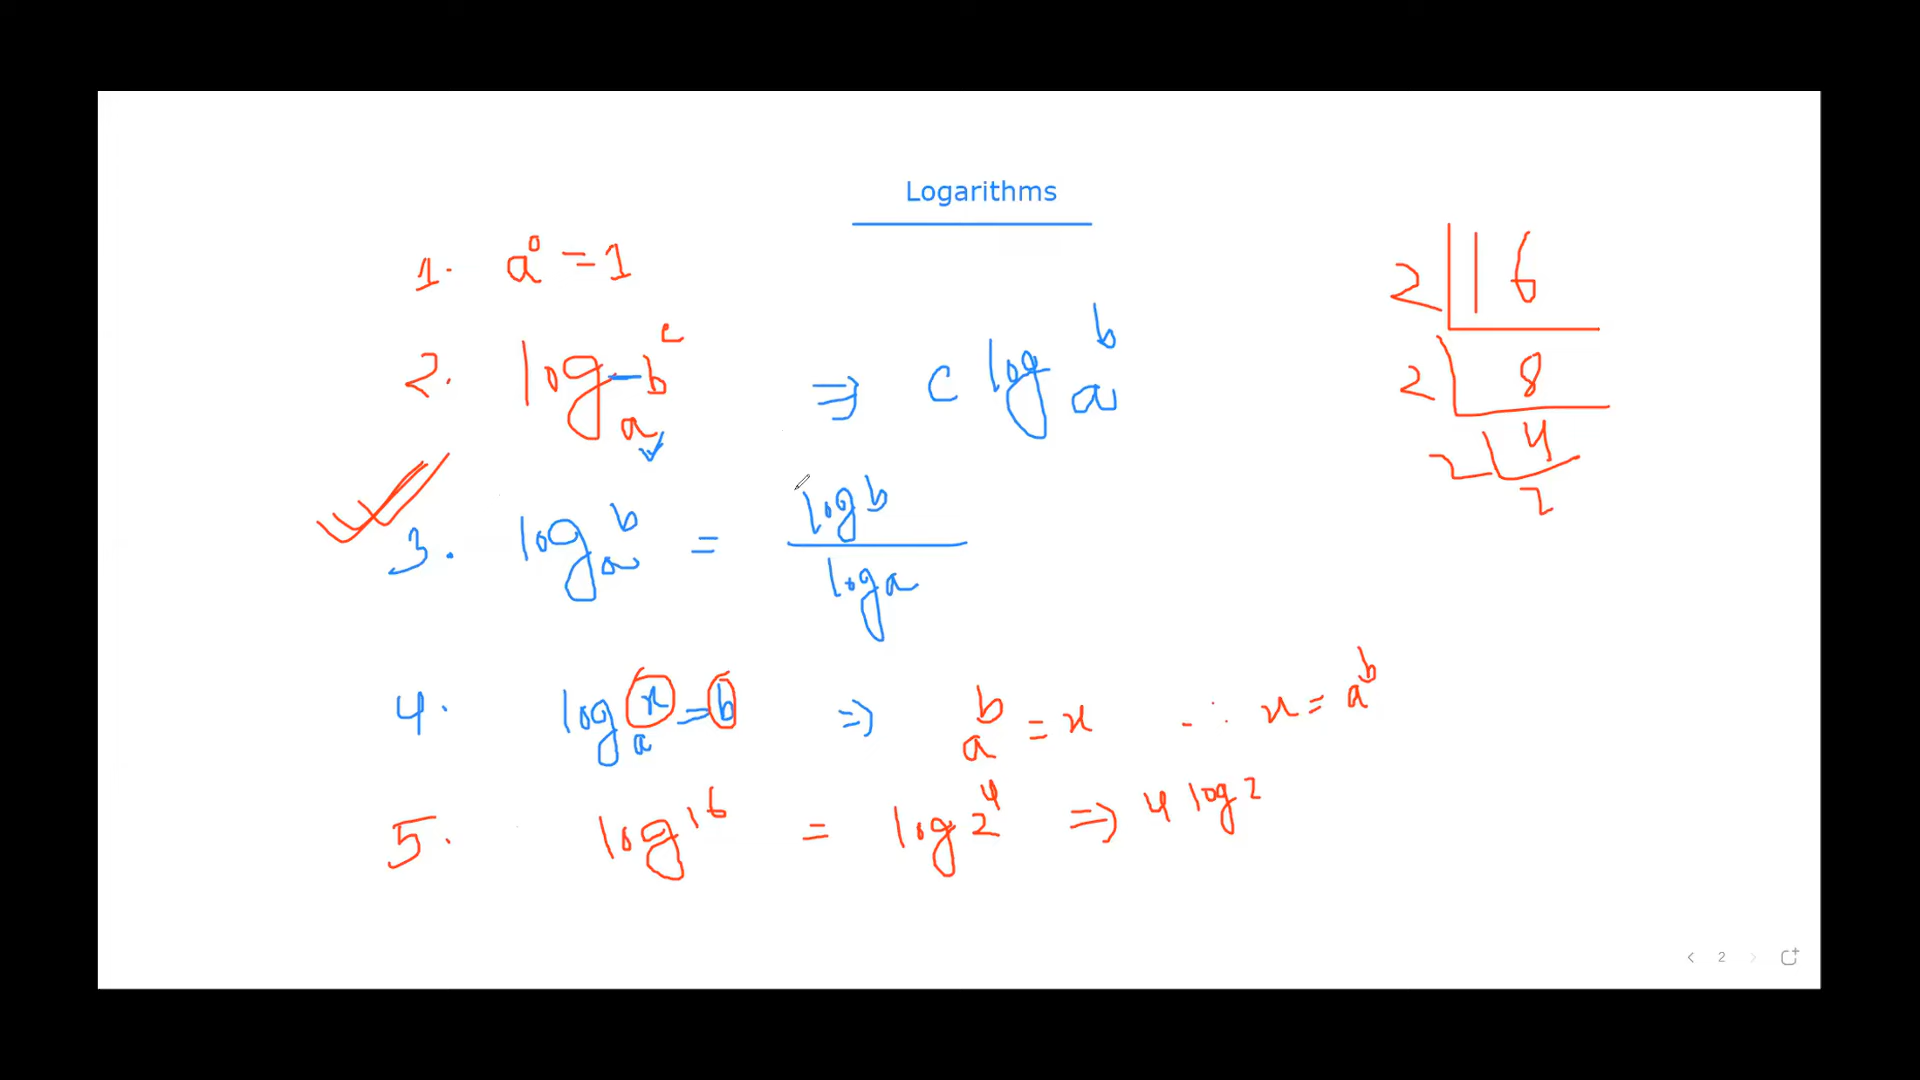 Logarithms
1. a⁰ = 1
2. log_a b^c ⇒ c log_a b
3. log_a b = log b / log a
4. log_a x = b ⇒ a^b = x ∴ x = a^b
5. log 16 = log 2⁴ ⇒ 4 log 2
2 | 16
2 | 8
2 | 4
2
2